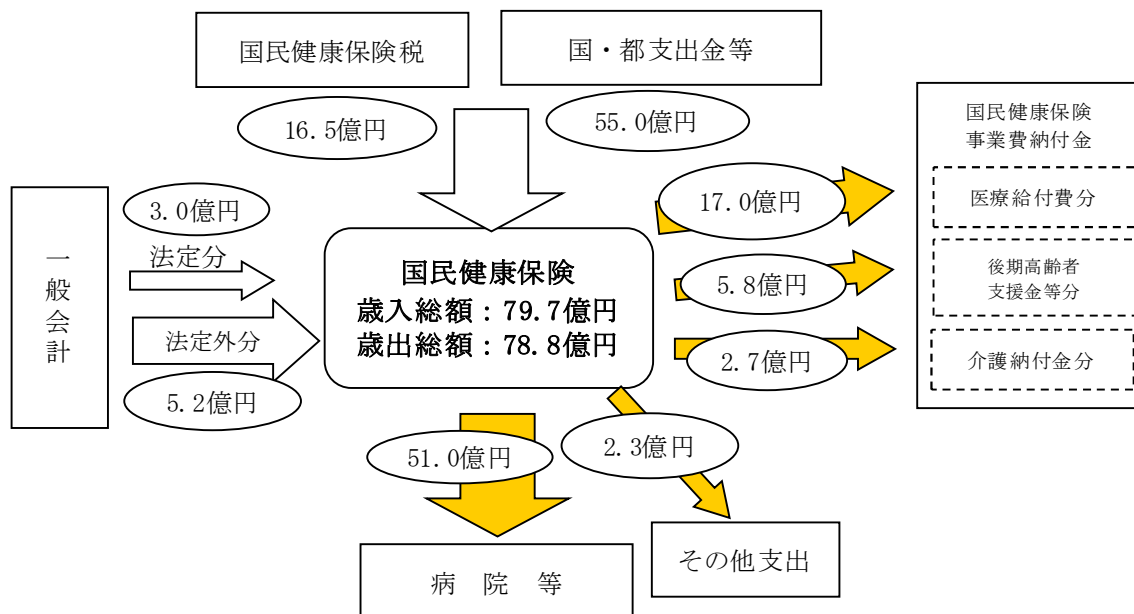 国民健康保険税
国・都支出金等
16.5億円
55.0億円
国民健康保険
事業費納付金
医療給付費分
後期高齢者
支援金等分
介護納付金分
17.0億円
5.8億円
2.7億円
一般会計
3.0億円
法定分
法定外分
5.2億円
国民健康保険
歳入総額：79.7億円
歳出総額：78.8億円
51.0億円
2.3億円
病 院 等
その他支出